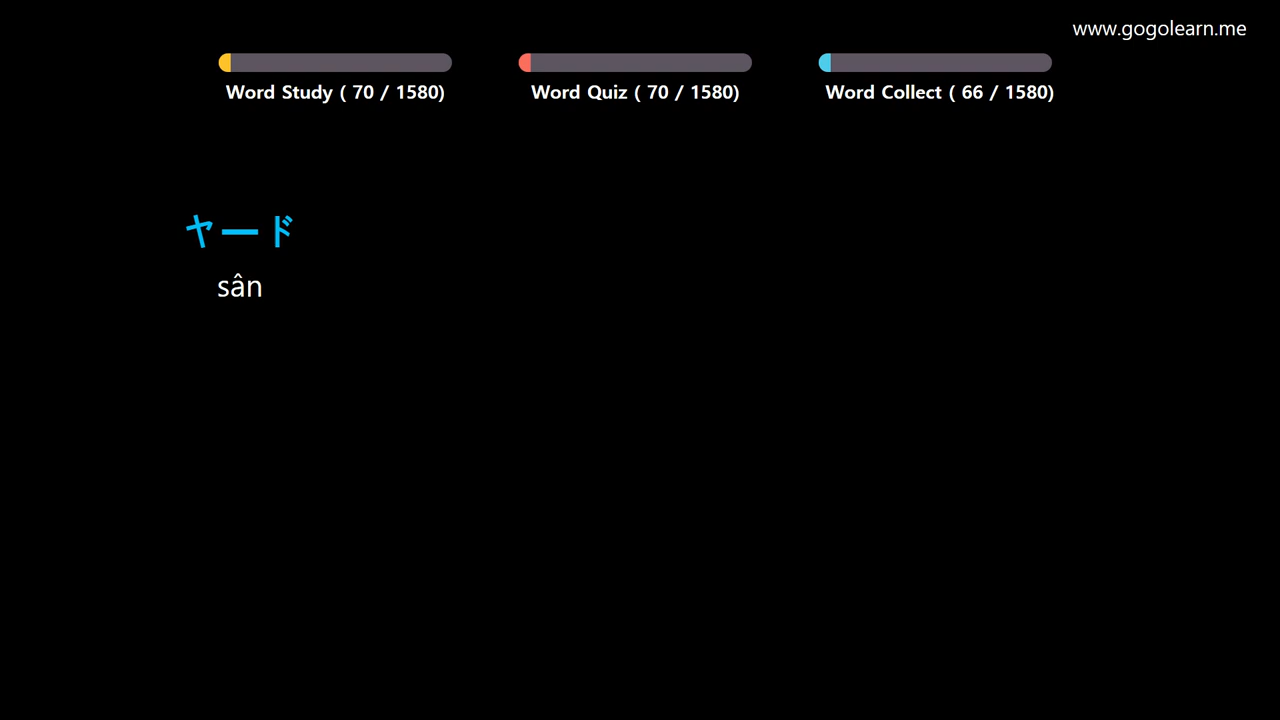 www.gogolearn.me
Word Study ( 70 / 1580)
Word Quiz ( 70 / 1580)
Word Collect ( 66 / 1580)
ヤード
sân